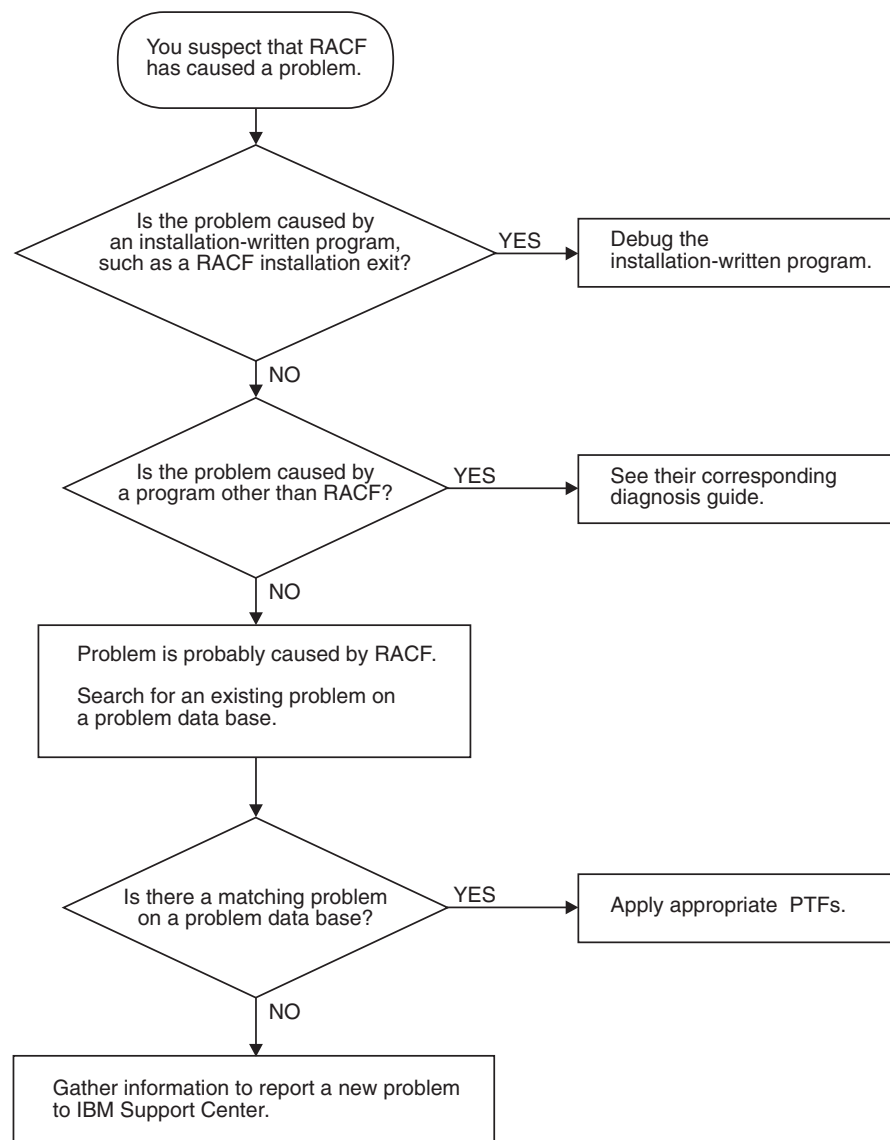 You suspect that RACF
has caused a problem.
Is the problem caused by
an installation-written program,
such as a RACF installation exit?
YES
Debug the
installation-written program.
NO
Is the problem caused by
a program other than RACF?
YES
See their corresponding
diagnosis guide.
NO
Problem is probably caused by RACF.
Search for an existing problem on
a problem data base.
Is there a matching problem
on a problem data base?
YES
Apply appropriate PTFs.
NO
Gather information to report a new problem
to IBM Support Center.